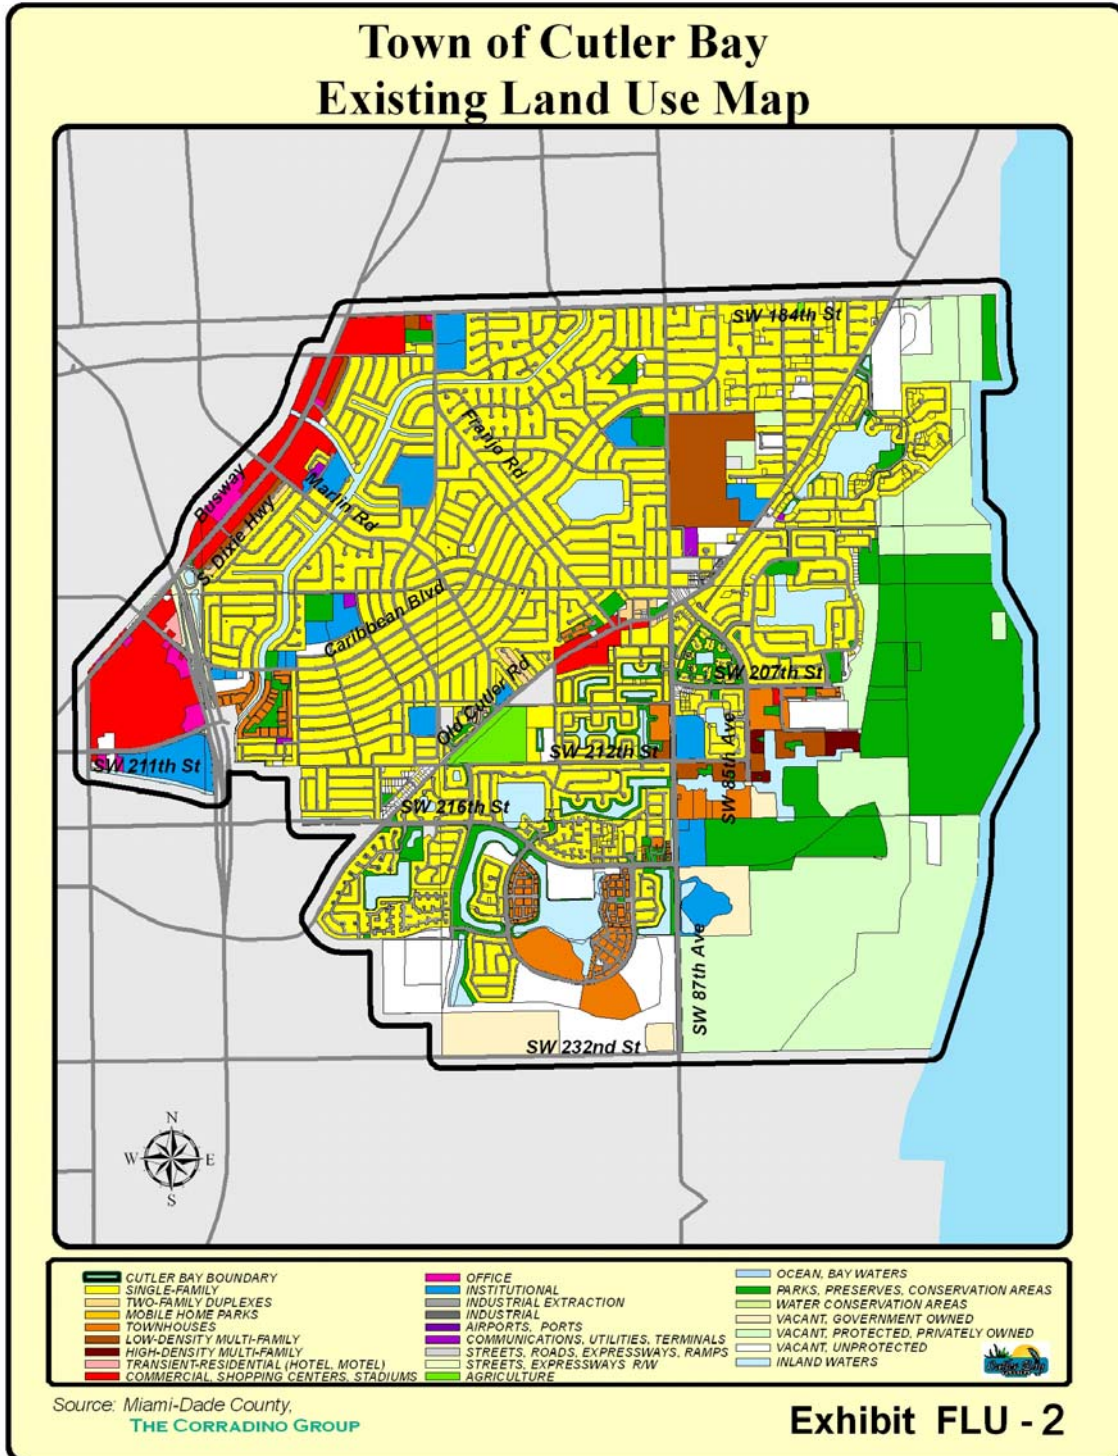 Town of Cutler Bay
Existing Land Use Map
SW 184th St
Franjo Rd
Busway
Marlin Rd
S. Dixie Hwy
Caribbean Blvd
SW 207th St
Old Cutler Rd
SW 85th Ave
SW 212th St
SW 211th St
SW 216th St
SW 87th Ave
SW 232nd St
N
W E
S
CUTLER BAY BOUNDARY
SINGLE-FAMILY
TWO-FAMILY DUPLEXES
MOBILE HOME PARKS
TOWNHOUSES
LOW-DENSITY MULTI-FAMILY
HIGH-DENSITY MULTI-FAMILY
TRANSIENT-RESIDENTIAL (HOTEL, MOTEL)
COMMERCIAL, SHOPPING CENTERS, STADIUMS
OFFICE
INSTITUTIONAL
INDUSTRIAL EXTRACTION
INDUSTRIAL
AIRPORTS, PORTS
COMMUNICATIONS, UTILITIES, TERMINALS
STREETS, ROADS, EXPRESSWAYS, RAMPS
STREETS, EXPRESSWAYS R/W
AGRICULTURE
OCEAN, BAY WATERS
PARKS, PRESERVES, CONSERVATION AREAS
WATER CONSERVATION AREAS
VACANT, GOVERNMENT OWNED
VACANT, PROTECTED, PRIVATELY OWNED
VACANT, UNPROTECTED
INLAND WATERS
Source: Miami-Dade County,
THE CORRADINO GROUP
Exhibit FLU - 2